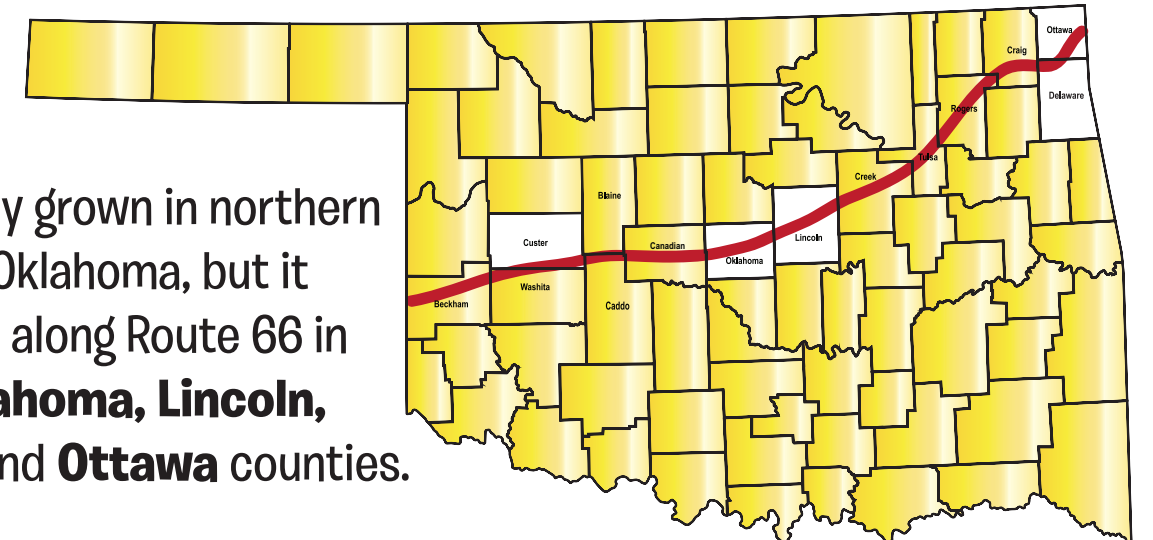 y grown in northern
Oklahoma, but it
along Route 66 in
ahoma, Lincoln,
nd Ottawa counties.
Ottawa
Craig
Delaware
Rogers
Tulsa
Creek
Blaine
Lincoln
Custer
Canadian
Oklahoma
Washita
Beckham
Caddo